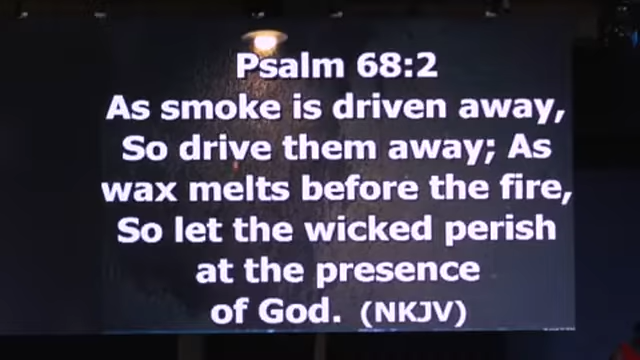 Psalm 68:2
As smoke is driven away,
So drive them away; As
wax melts before the fire,
So let the wicked perish
at the presence
of God. (NKJV)